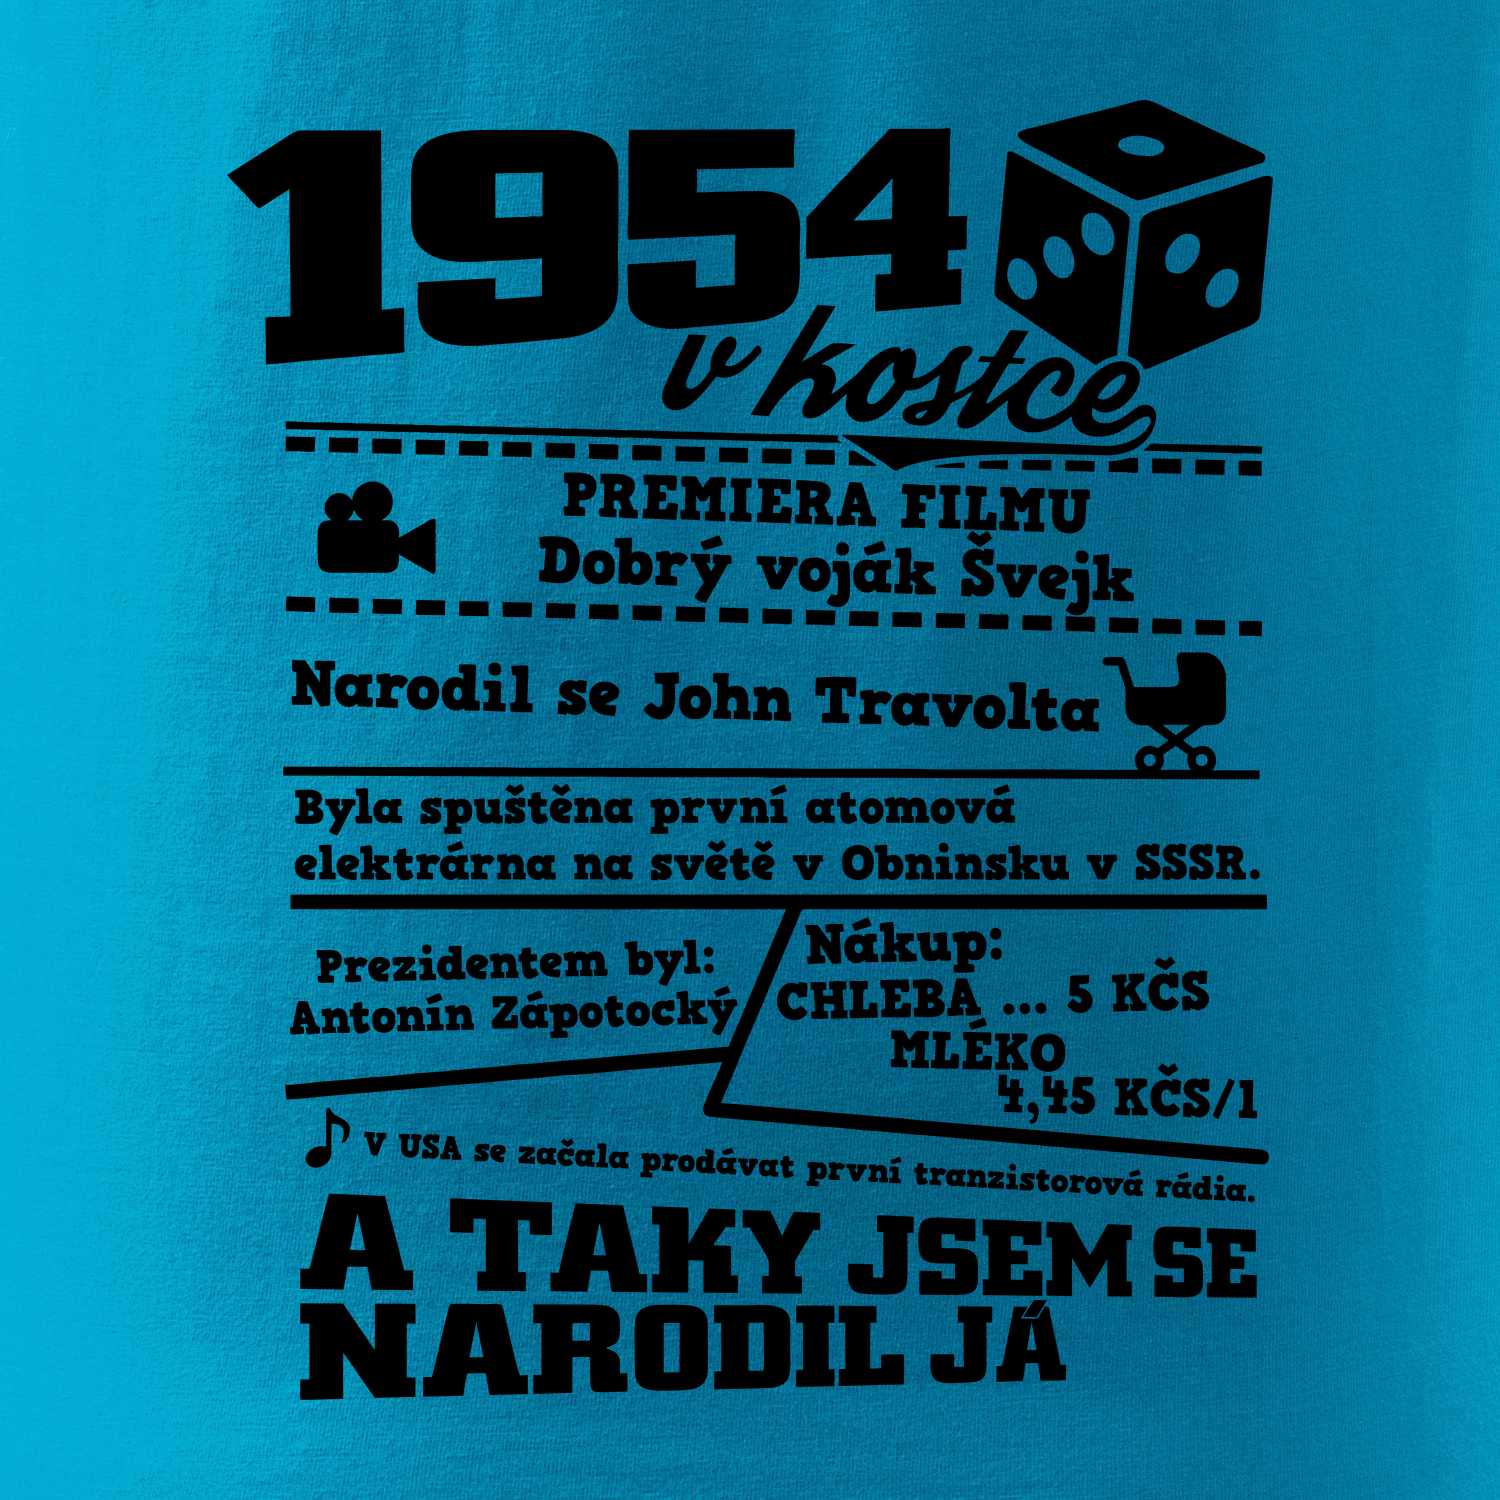 1954
v kostce
PREMIERA FILMU
Dobrý voják Švejk
Narodil se John Travolta
Byla spuštěna první atomová
elektrárna na světě v Obninsku v SSSR.
Prezidentem byl:
Antonín Zápotocký
Nákup:
CHLEBA ... 5 KČS
MLÉKO
4,45 KČS/l
V USA se začala prodávat první tranzistorová rádia.
A TAKY JSEM SE
NARODIL JÁ